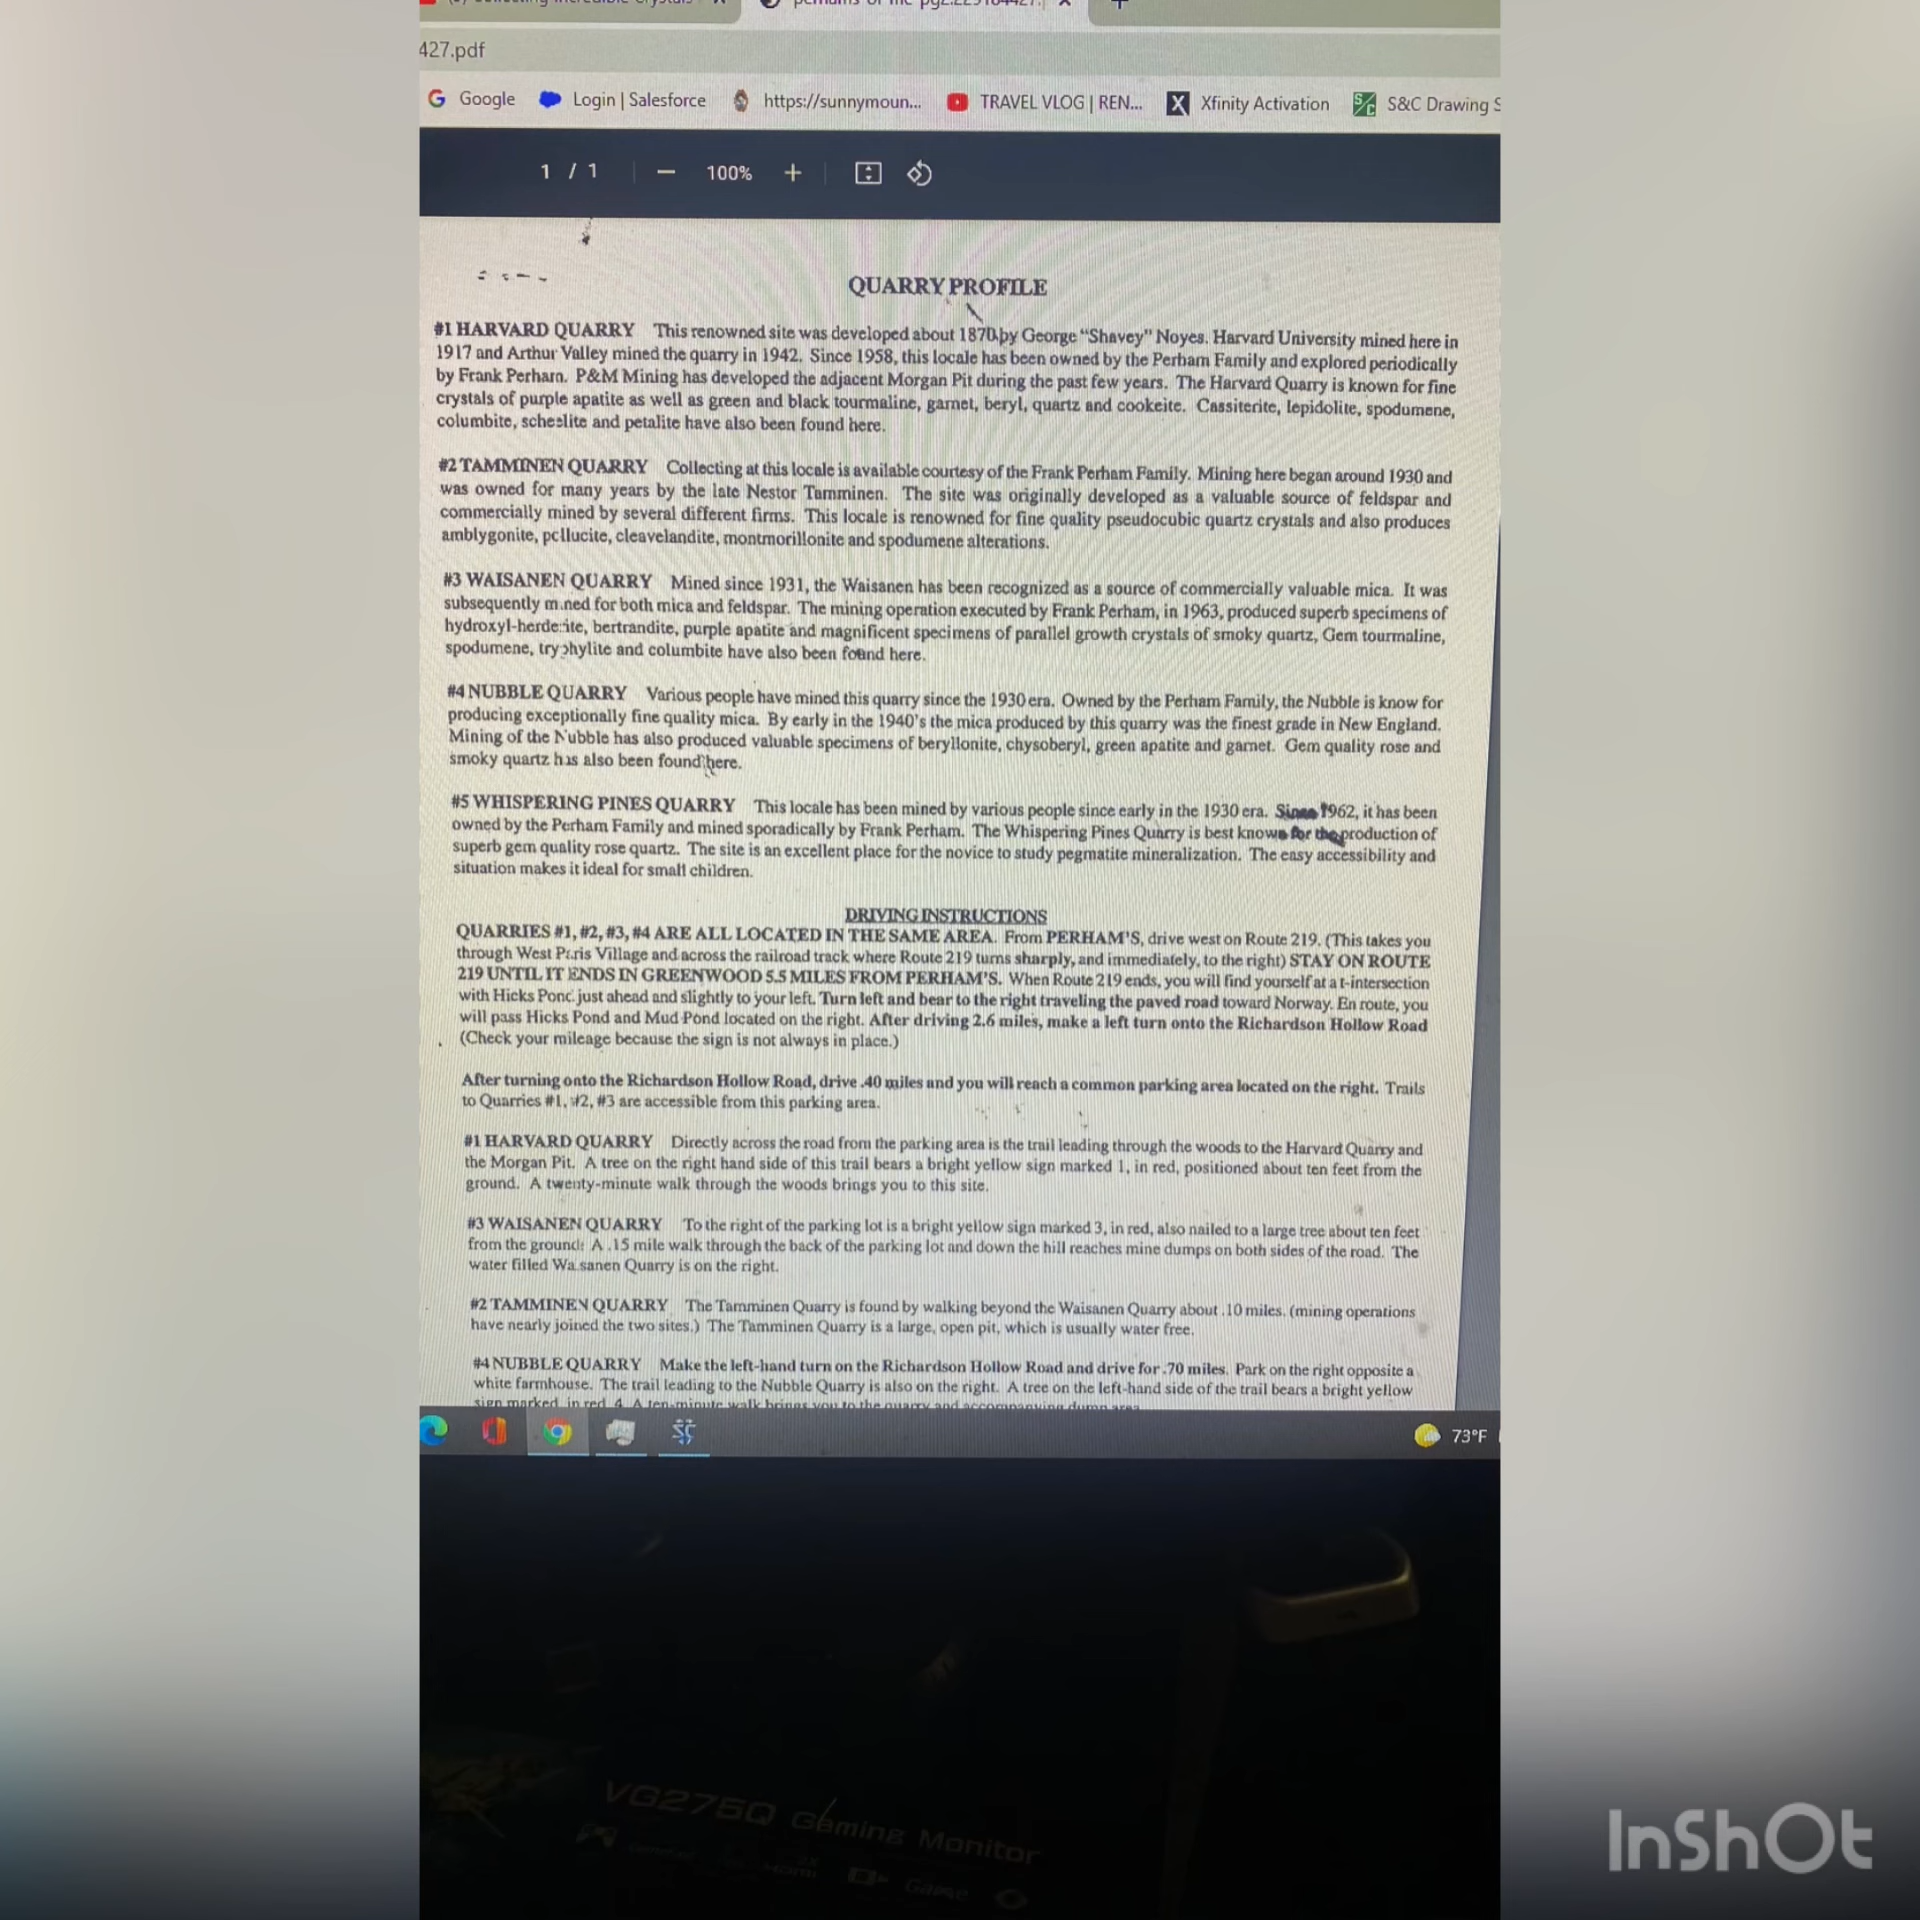 427.pdf
Google Login | Salesforce https://sunnymoun... TRAVEL VLOG | REN... Xfinity Activation S&C Drawing S
1 / 1 — 100% +
QUARRY PROFILE
#1 HARVARD QUARRY This renowned site was developed about 1870 by George "Shavey" Noyes. Harvard University mined here in
1917 and Arthur Valley mined the quarry in 1942. Since 1958, this locale has been owned by the Perham Family and explored periodically
by Frank Perham. P&M Mining has developed the adjacent Morgan Pit during the past few years. The Harvard Quarry is known for fine
crystals of purple apatite as well as green and black tourmaline, garnet, beryl, quartz and cookeite. Cassiterite, lepidolite, spodumene,
columbite, scheelite and petalite have also been found here.
#2 TAMMINEN QUARRY Collecting at this locale is available courtesy of the Frank Perham Family. Mining here began around 1930 and
was owned for many years by the late Nestor Tamminen. The site was originally developed as a valuable source of feldspar and
commercially mined by several different firms. This locale is renowned for fine quality pseudocubic quartz crystals and also produces
amblygonite, pollucite, cleavelandite, montmorillonite and spodumene alterations.
#3 WAISANEN QUARRY Mined since 1931, the Waisanen has been recognized as a source of commercially valuable mica. It was
subsequently mined for both mica and feldspar. The mining operation executed by Frank Perham, in 1963, produced superb specimens of
hydroxyl-herderite, bertrandite, purple apatite and magnificent specimens of parallel growth crystals of smoky quartz, Gem tourmaline,
spodumene, tryphylite and columbite have also been found here.
#4 NUBBLE QUARRY Various people have mined this quarry since the 1930 era. Owned by the Perham Family, the Nubble is know for
producing exceptionally fine quality mica. By early in the 1940's the mica produced by this quarry was the finest grade in New England.
Mining of the Nubble has also produced valuable specimens of beryllonite, chysoberyl, green apatite and garnet. Gem quality rose and
smoky quartz has also been found here.
#5 WHISPERING PINES QUARRY This locale has been mined by various people since early in the 1930 era. Since 1962, it has been
owned by the Perham Family and mined sporadically by Frank Perham. The Whispering Pines Quarry is best known for the production of
superb gem quality rose quartz. The site is an excellent place for the novice to study pegmatite mineralization. The easy accessibility and
situation makes it ideal for small children.
DRIVING INSTRUCTIONS
QUARRIES #1, #2, #3, #4 ARE ALL LOCATED IN THE SAME AREA. From PERHAM'S, drive west on Route 219. (This takes you
through West Paris Village and across the railroad track where Route 219 turns sharply, and immediately, to the right) STAY ON ROUTE
219 UNTIL IT ENDS IN GREENWOOD 5.5 MILES FROM PERHAM'S. When Route 219 ends, you will find yourself at a t-intersection
with Hicks Pond just ahead and slightly to your left. Turn left and bear to the right traveling the paved road toward Norway. En route, you
will pass Hicks Pond and Mud Pond located on the right. After driving 2.6 miles, make a left turn onto the Richardson Hollow Road
(Check your mileage because the sign is not always in place.)
After turning onto the Richardson Hollow Road, drive .40 miles and you will reach a common parking area located on the right. Trails
to Quarries #1, #2, #3 are accessible from this parking area.
#1 HARVARD QUARRY Directly across the road from the parking area is the trail leading through the woods to the Harvard Quarry and
the Morgan Pit. A tree on the right hand side of this trail bears a bright yellow sign marked 1, in red, positioned about ten feet from the
ground. A twenty-minute walk through the woods brings you to this site.
#3 WAISANEN QUARRY To the right of the parking lot is a bright yellow sign marked 3, in red, also nailed to a large tree about ten feet
from the ground: A .15 mile walk through the back of the parking lot and down the hill reaches mine dumps on both sides of the road. The
water filled Waisanen Quarry is on the right.
#2 TAMMINEN QUARRY The Tamminen Quarry is found by walking beyond the Waisanen Quarry about .10 miles. (mining operations
have nearly joined the two sites.) The Tamminen Quarry is a large, open pit, which is usually water free.
#4 NUBBLE QUARRY Make the left-hand turn on the Richardson Hollow Road and drive for .70 miles. Park on the right opposite a
white farmhouse. The trail leading to the Nubble Quarry is also on the right. A tree on the left-hand side of the trail bears a bright yellow
sign marked, in red, 4. A ten-minute walk brings you to the quarry and accompanying dump area
73°F
VG275Q Gaming Monitor
HDMI Game
InShOt